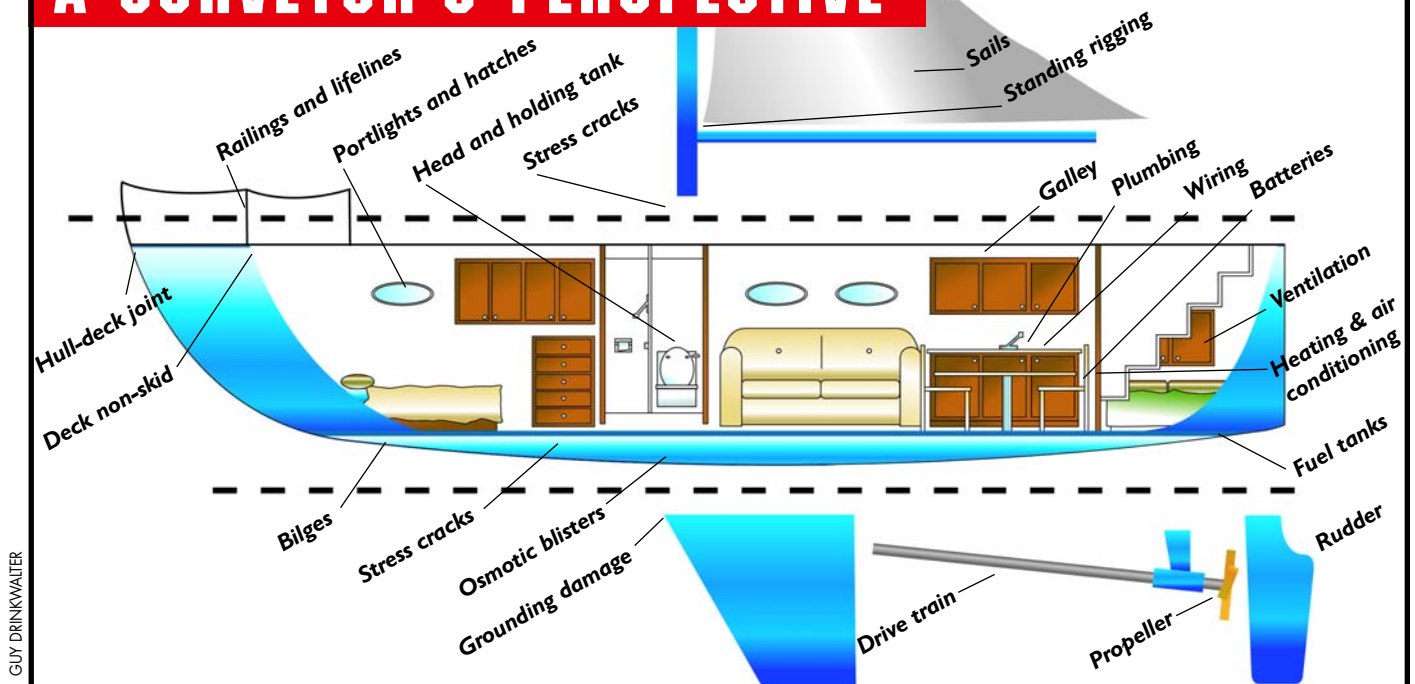 A SURVEYOR'S PERSPECTIVE
Railings and lifelines
Portlights and hatches
Head and holding tank
Stress cracks
Sails
Standing rigging
Galley
Plumbing
Wiring
Batteries
Hull-deck joint
Deck non-skid
Ventilation
Heating & air
conditioning
Fuel tanks
Bilges
Stress cracks
Osmotic blisters
Grounding damage
Drive train
Propeller
Rudder
GUY DRINKWALTER